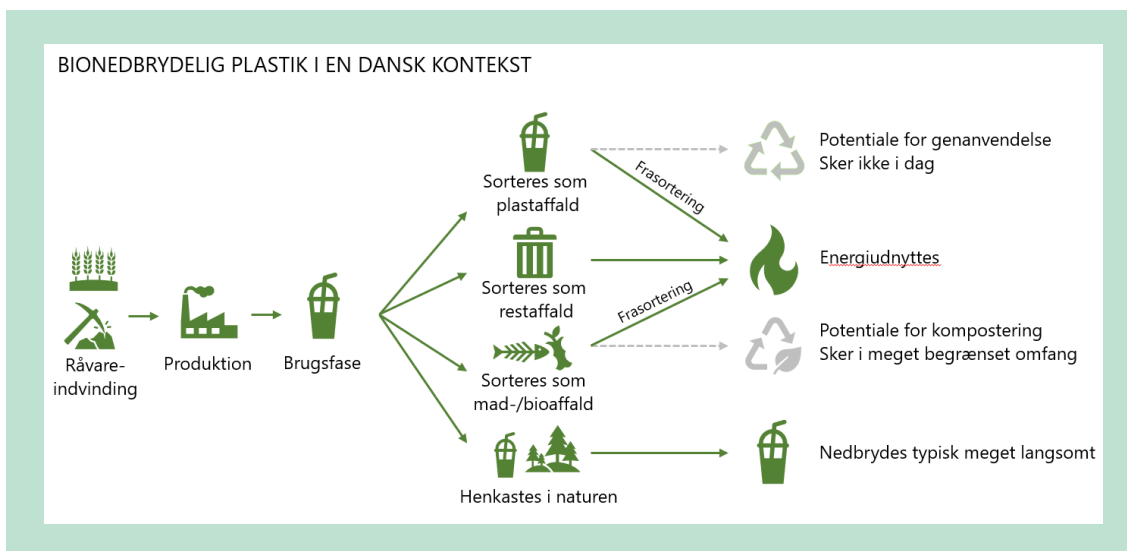 BIONEDBRYDELIG PLASTIK I EN DANSK KONTEKST
Råvare-
indvinding
Produktion
Brugsfase
Sorteres som
plastaffald
Sorteres som
restaffald
Sorteres som
mad-/bioaffald
Henkastes i naturen
Frasortering
Frasortering
Potentiale for genanvendelse
Sker ikke i dag
Energiudnyttes
Potentiale for kompostering
Sker i meget begrænset omfang
Nedbrydes typisk meget langsomt